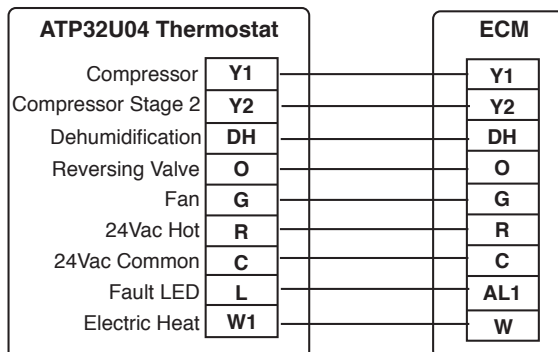 ATP32U04 Thermostat ECM
Compressor Y1 Y1
Compressor Stage 2 Y2 Y2
Dehumidification DH DH
Reversing Valve O O
Fan G G
24Vac Hot R R
24Vac Common C C
Fault LED L AL1
Electric Heat W1 W